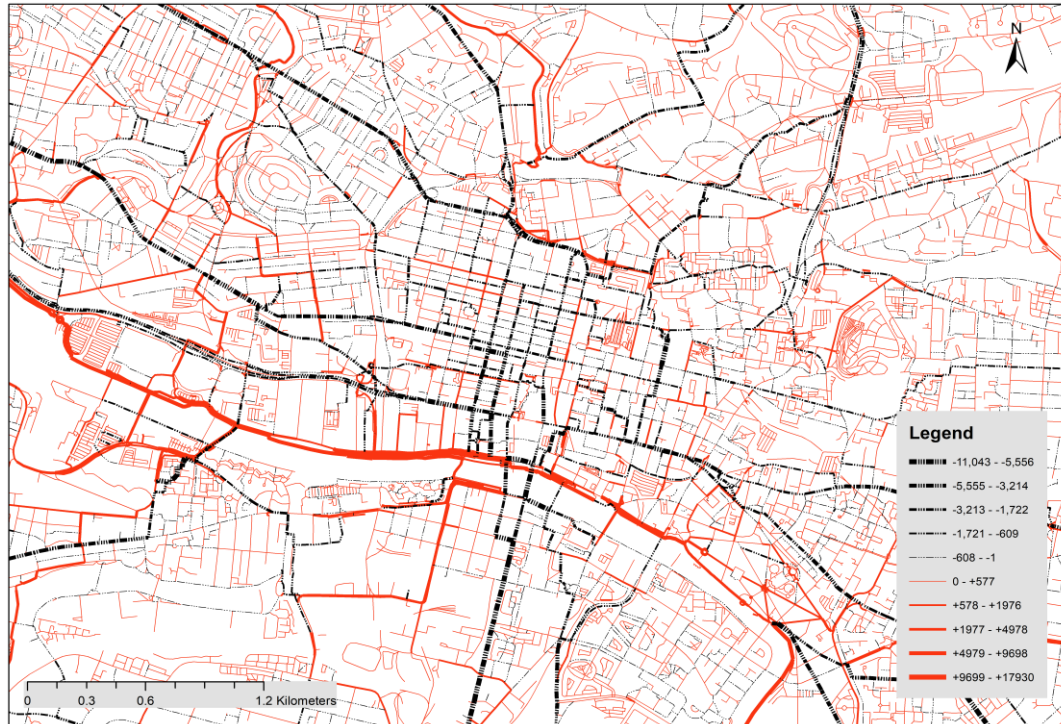 N
Legend
-11,043 - -5,556
-5,555 - -3,214
-3,213 - -1,722
-1,721 - -609
-608 - -1
0 - +577
+578 - +1976
+1977 - +4978
+4979 - +9698
+9699 - +17930
0 0.3 0.6 1.2 Kilometers